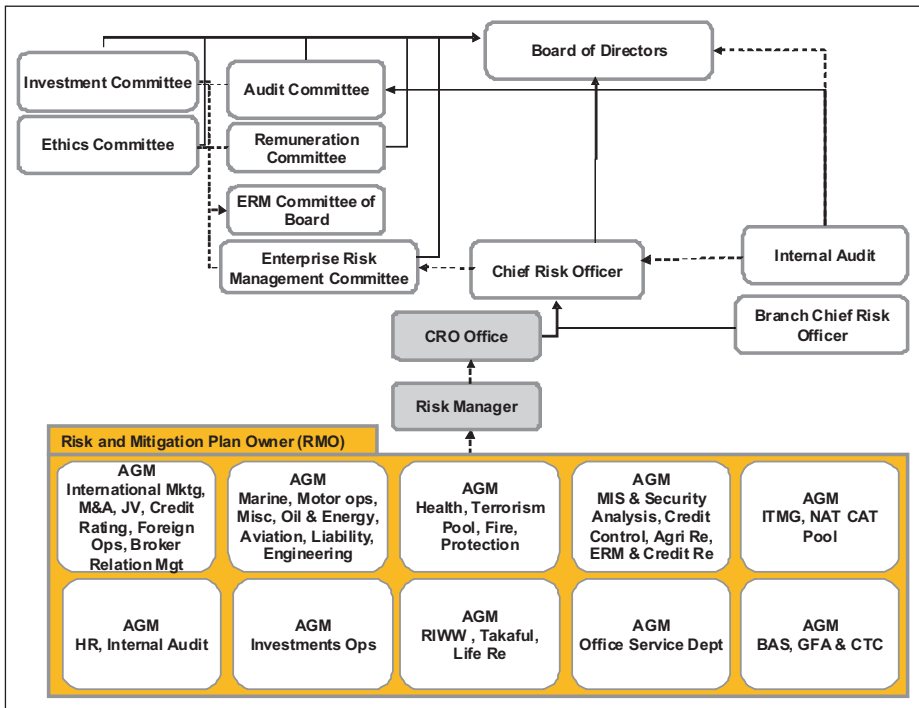 Board of Directors
Investment Committee
Audit Committee
Ethics Committee
Remuneration
Committee
ERM Committee of
Board
Enterprise Risk
Management Committee
Chief Risk Officer
Internal Audit
Branch Chief Risk
Officer
CRO Office
Risk Manager
Risk and Mitigation Plan Owner (RMO)
AGM
International Mktg,
M&A, JV, Credit
Rating, Foreign
Ops, Broker
Relation Mgt
AGM
Marine, Motor ops,
Misc, Oil & Energy,
Aviation, Liability,
Engineering
AGM
Health, Terrorism
Pool, Fire,
Protection
AGM
MIS & Security
Analysis, Credit
Control, Agri Re,
ERM & Credit Re
AGM
ITMG, NAT CAT
Pool
AGM
HR, Internal Audit
AGM
Investments Ops
AGM
RIWW , Takaful,
Life Re
AGM
Office Service Dept
AGM
BAS, GFA & CTC